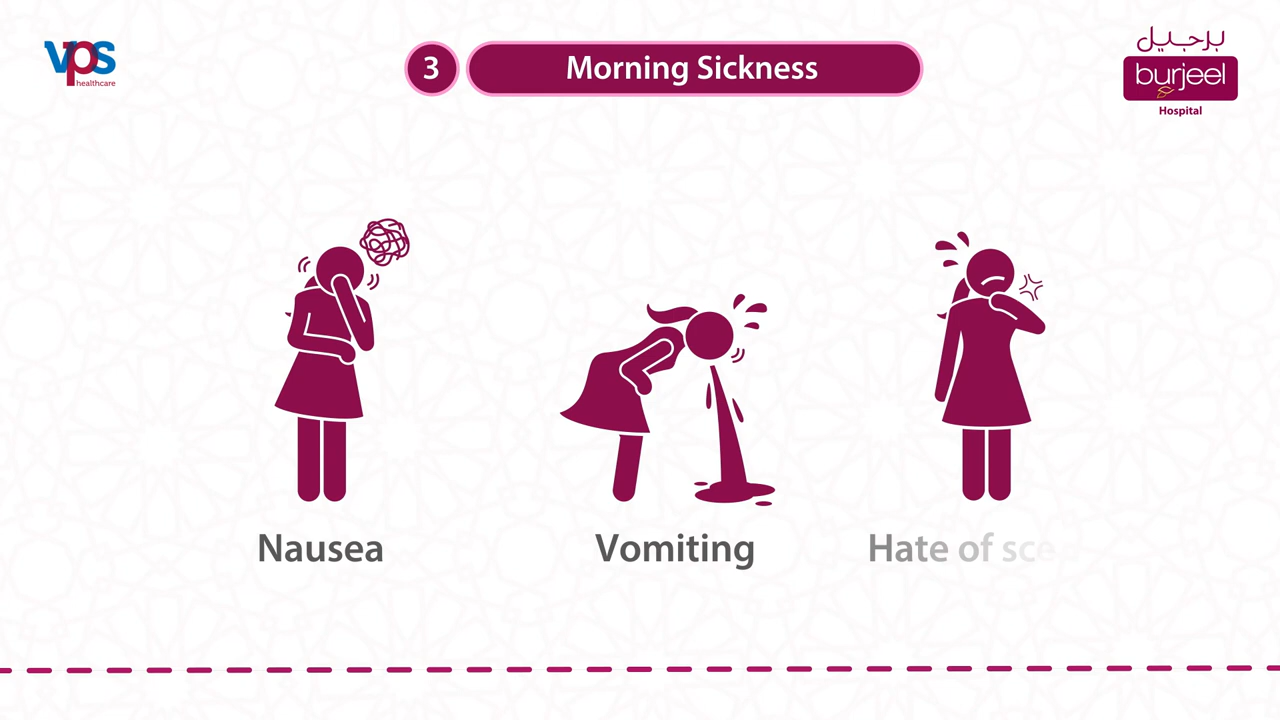 VPS
healthcare
3
Morning Sickness
برجيل
burjeel
Hospital
Nausea
Vomiting
Hate of